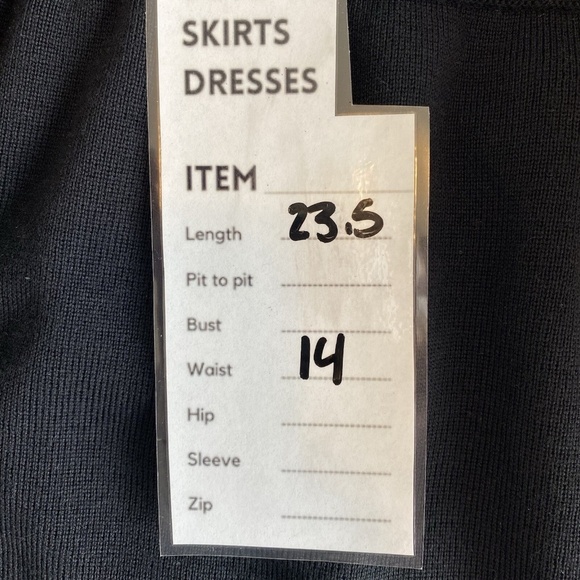 SKIRTS
DRESSES
ITEM
Length 23.5
Pit to pit
Bust
Waist 14
Hip
Sleeve
Zip